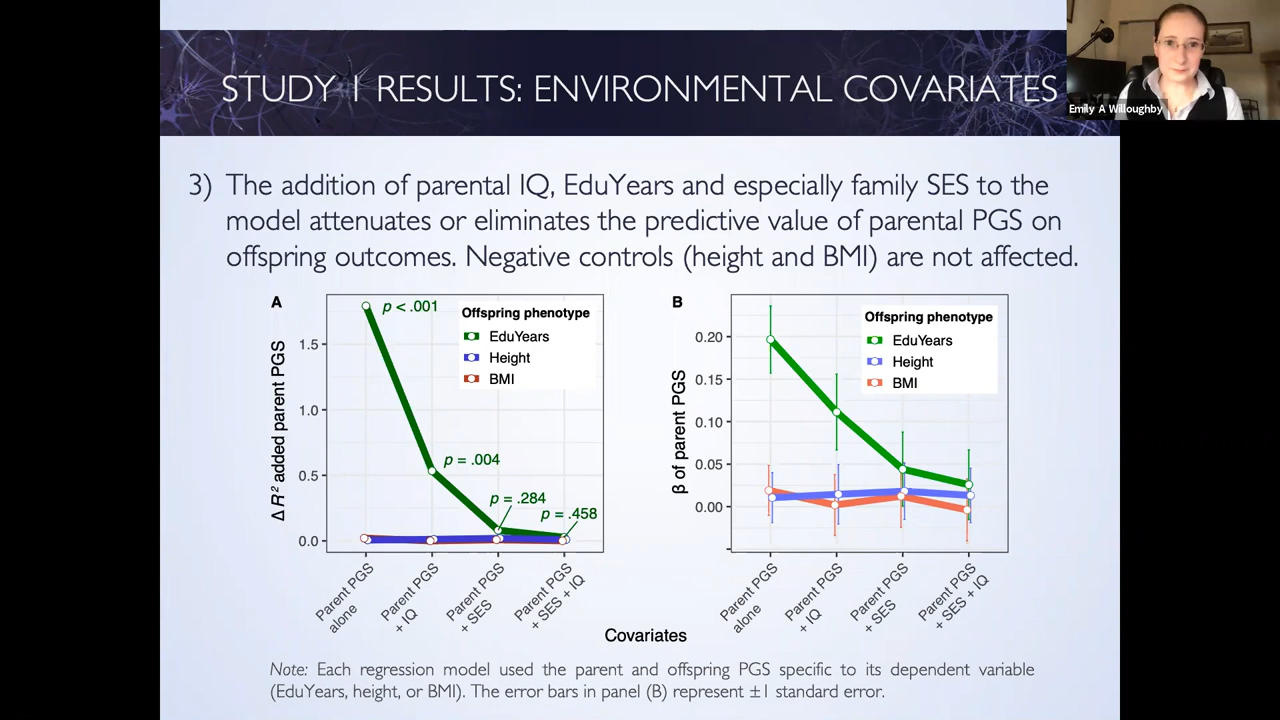 STUDY 1 RESULTS: ENVIRONMENTAL COVARIATES
Emily A Willoughby
3) The addition of parental IQ, EduYears and especially family SES to the
model attenuates or eliminates the predictive value of parental PGS on
offspring outcomes. Negative controls (height and BMI) are not affected.
A
Δ R² added parent PGS
1.5
1.0
0.5
0.0
p < .001
p = .004
p = .284
p = .458
Offspring phenotype
EduYears
Height
BMI
Parent PGS
alone
Parent PGS
+ IQ
Parent PGS
+ SES
Parent PGS
+ SES + IQ
B
β of parent PGS
0.20
0.15
0.10
0.05
0.00
Offspring phenotype
EduYears
Height
BMI
Parent PGS
alone
Parent PGS
+ IQ
Parent PGS
+ SES
Parent PGS
+ SES + IQ
Covariates
Note: Each regression model used the parent and offspring PGS specific to its dependent variable
(EduYears, height, or BMI). The error bars in panel (B) represent ±1 standard error.